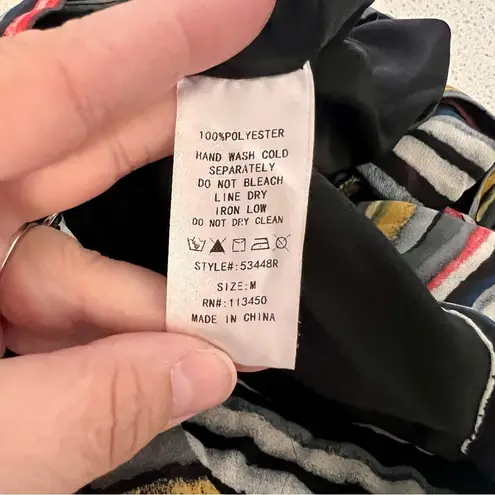 100%POLYESTER
HAND WASH COLD
SEPARATELY
DO NOT BLEACH
LINE DRY
IRON LOW
DO NOT DRY CLEAN
STYLE#:53448R
SIZE:M
RN#:113450
MADE IN CHINA